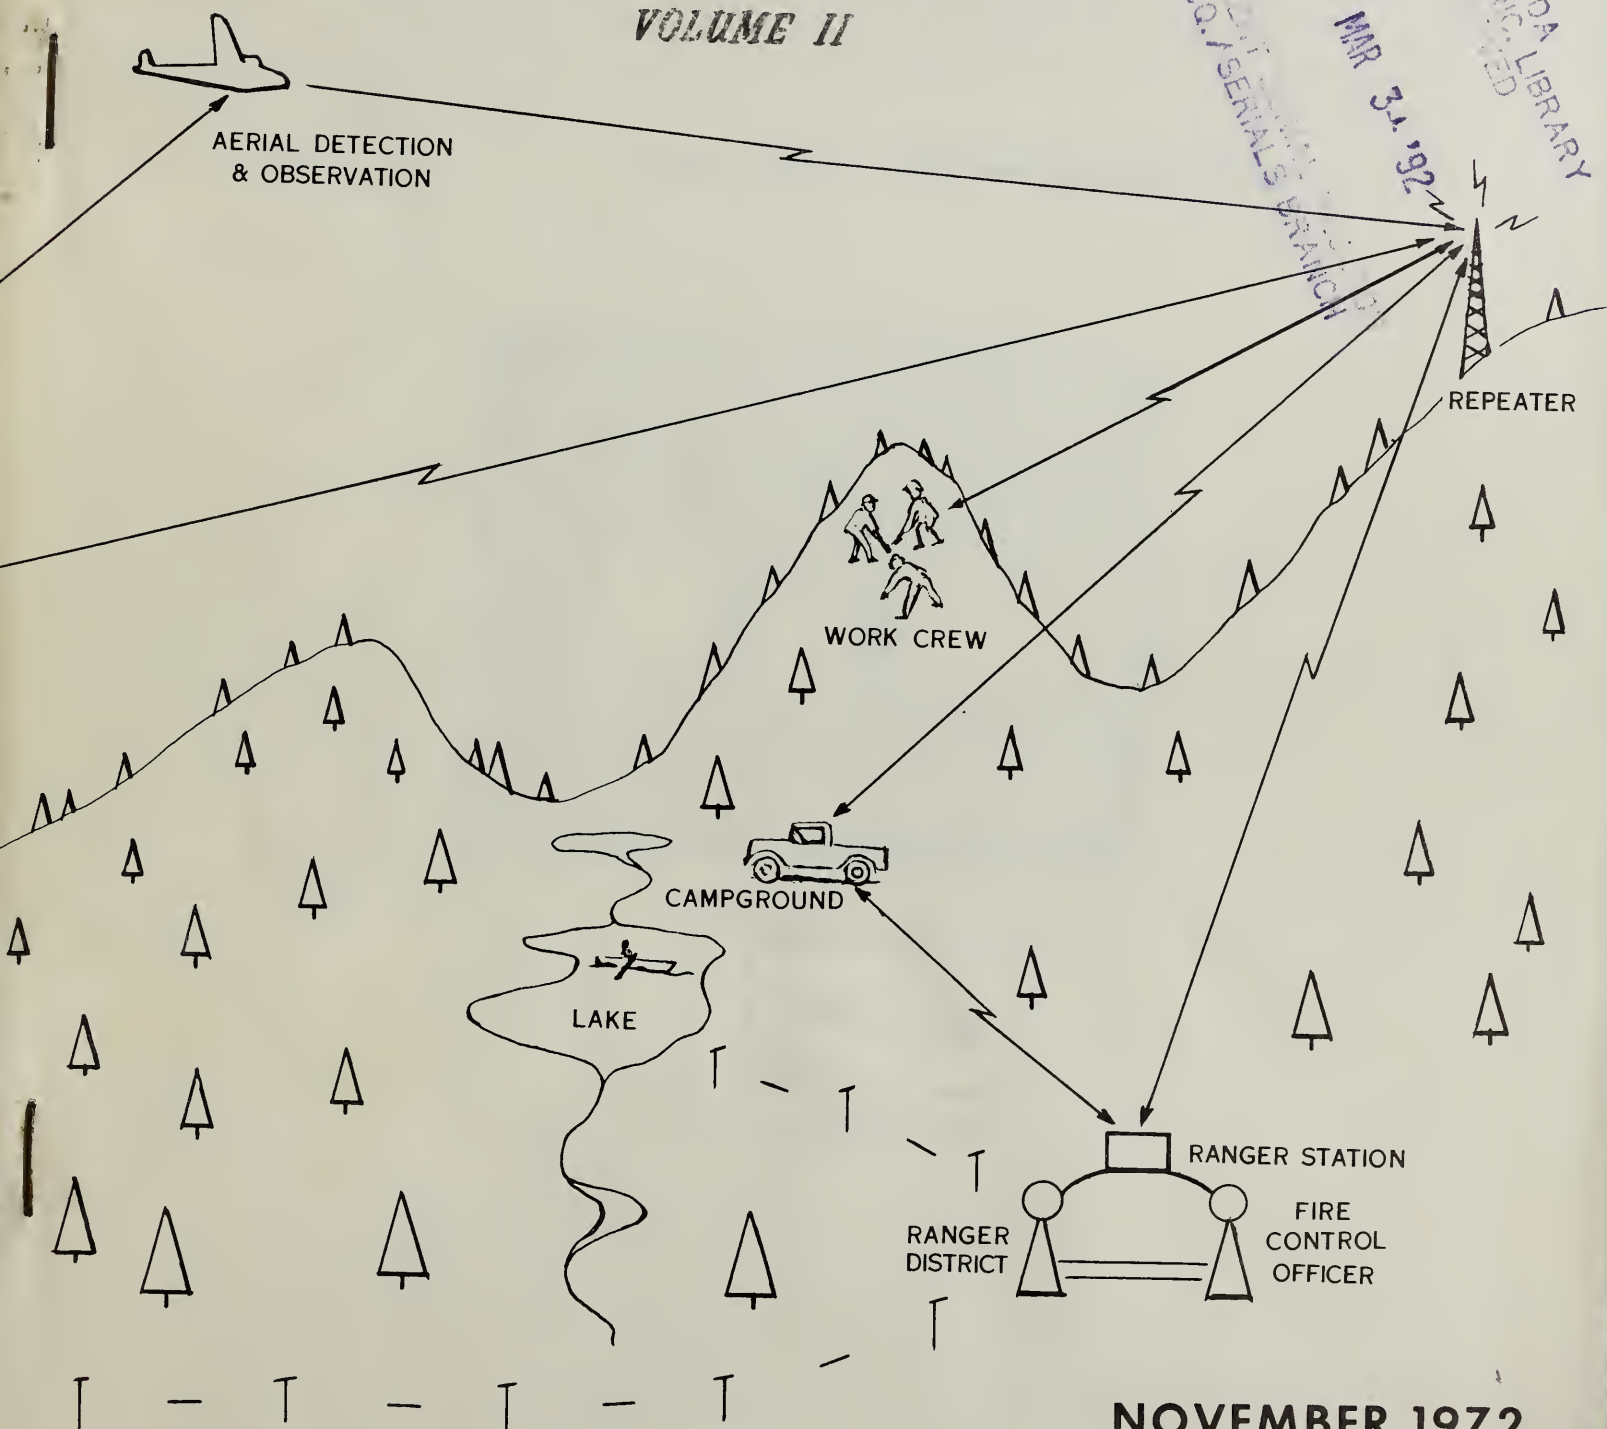 VOLUME II
LIBRARY
MAR 31 '92
/ SERIALS BRANCH
AERIAL DETECTION
& OBSERVATION
REPEATER
WORK CREW
CAMPGROUND
LAKE
RANGER STATION
RANGER
DISTRICT
FIRE
CONTROL
OFFICER
NOVEMBER 1972